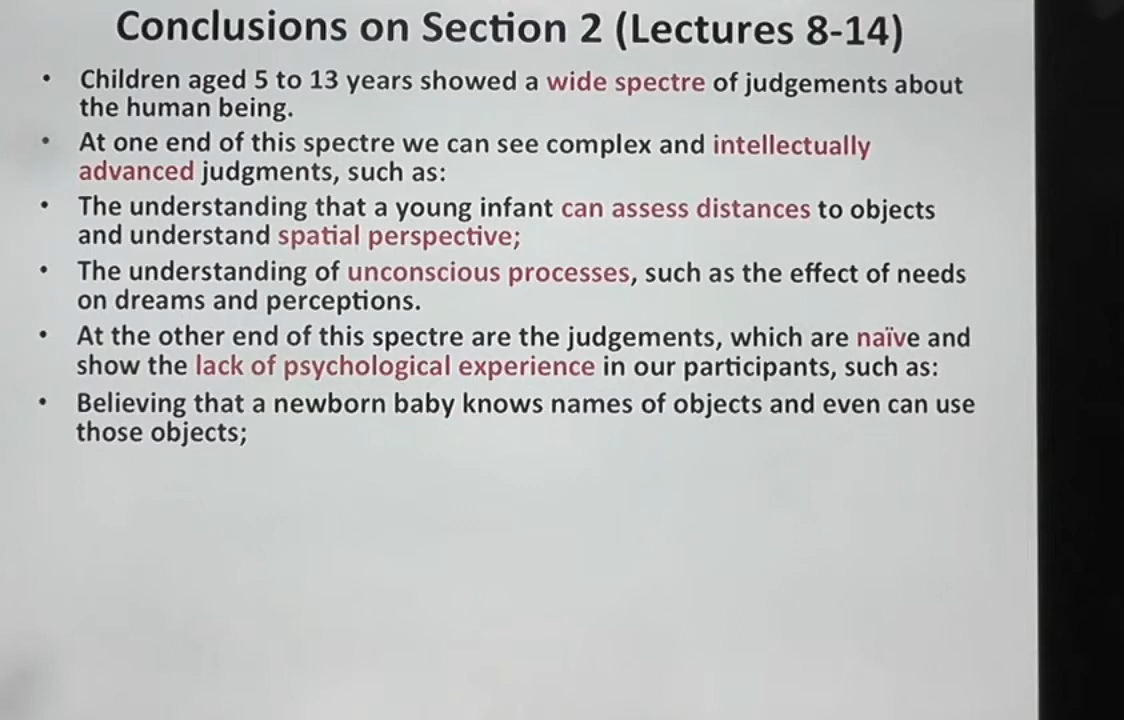 Conclusions on Section 2 (Lectures 8-14)
• Children aged 5 to 13 years showed a wide spectre of judgements about
the human being.
• At one end of this spectre we can see complex and intellectually
advanced judgments, such as:
• The understanding that a young infant can assess distances to objects
and understand spatial perspective;
• The understanding of unconscious processes, such as the effect of needs
on dreams and perceptions.
• At the other end of this spectre are the judgements, which are naïve and
show the lack of psychological experience in our participants, such as:
• Believing that a newborn baby knows names of objects and even can use
those objects;